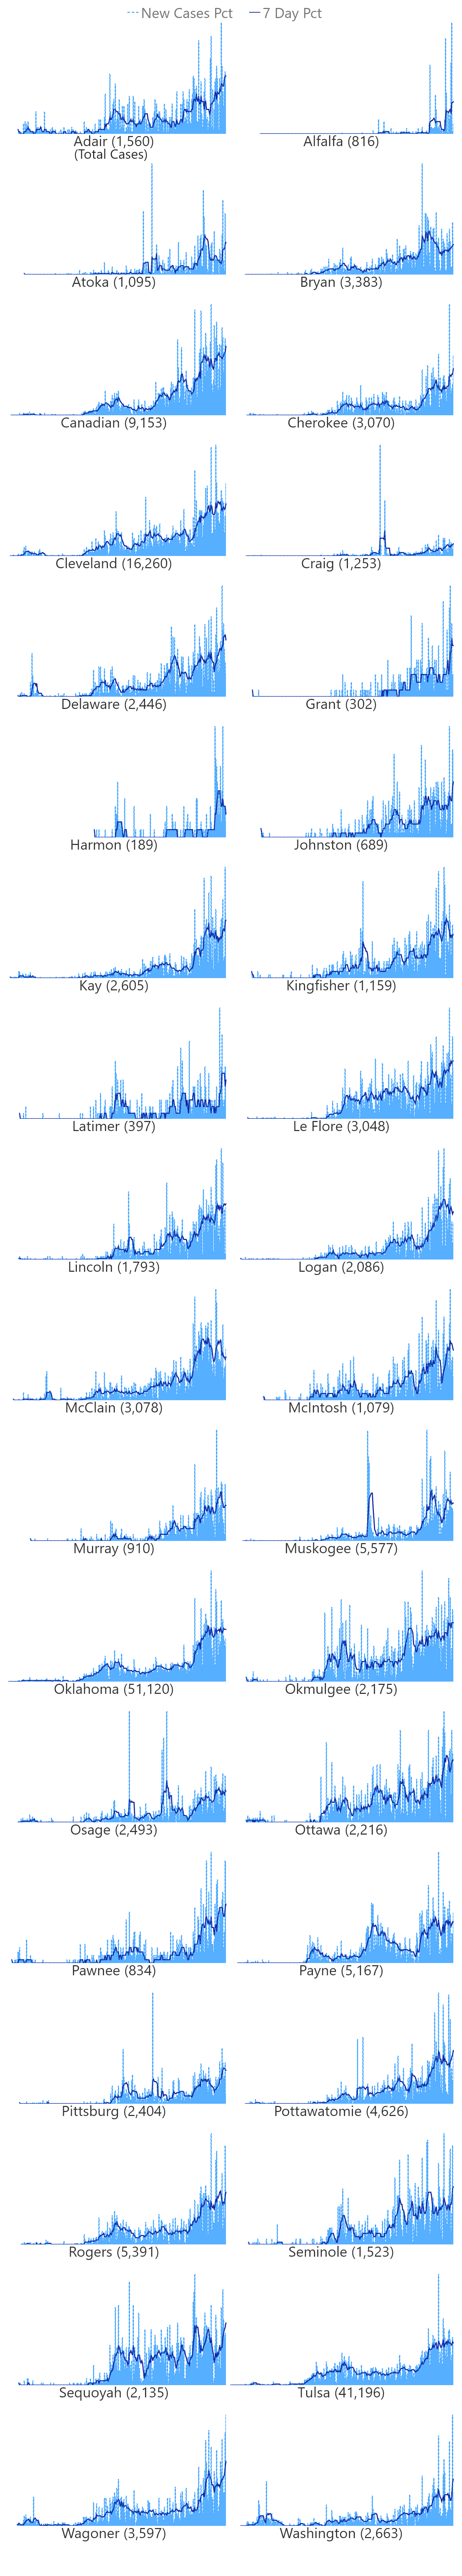 New Cases Pct 7 Day Pct
Adair (1,560)
(Total Cases)
Alfalfa (816)
Atoka (1,095)
Bryan (3,383)
Canadian (9,153)
Cherokee (3,070)
Cleveland (16,260)
Craig (1,253)
Delaware (2,446)
Grant (302)
Harmon (189)
Johnston (689)
Kay (2,605)
Kingfisher (1,159)
Latimer (397)
Le Flore (3,048)
Lincoln (1,793)
Logan (2,086)
McClain (3,078)
McIntosh (1,079)
Murray (910)
Muskogee (5,577)
Oklahoma (51,120)
Okmulgee (2,175)
Osage (2,493)
Ottawa (2,216)
Pawnee (834)
Payne (5,167)
Pittsburg (2,404)
Pottawatomie (4,626)
Rogers (5,391)
Seminole (1,523)
Sequoyah (2,135)
Tulsa (41,196)
Wagoner (3,597)
Washington (2,663)